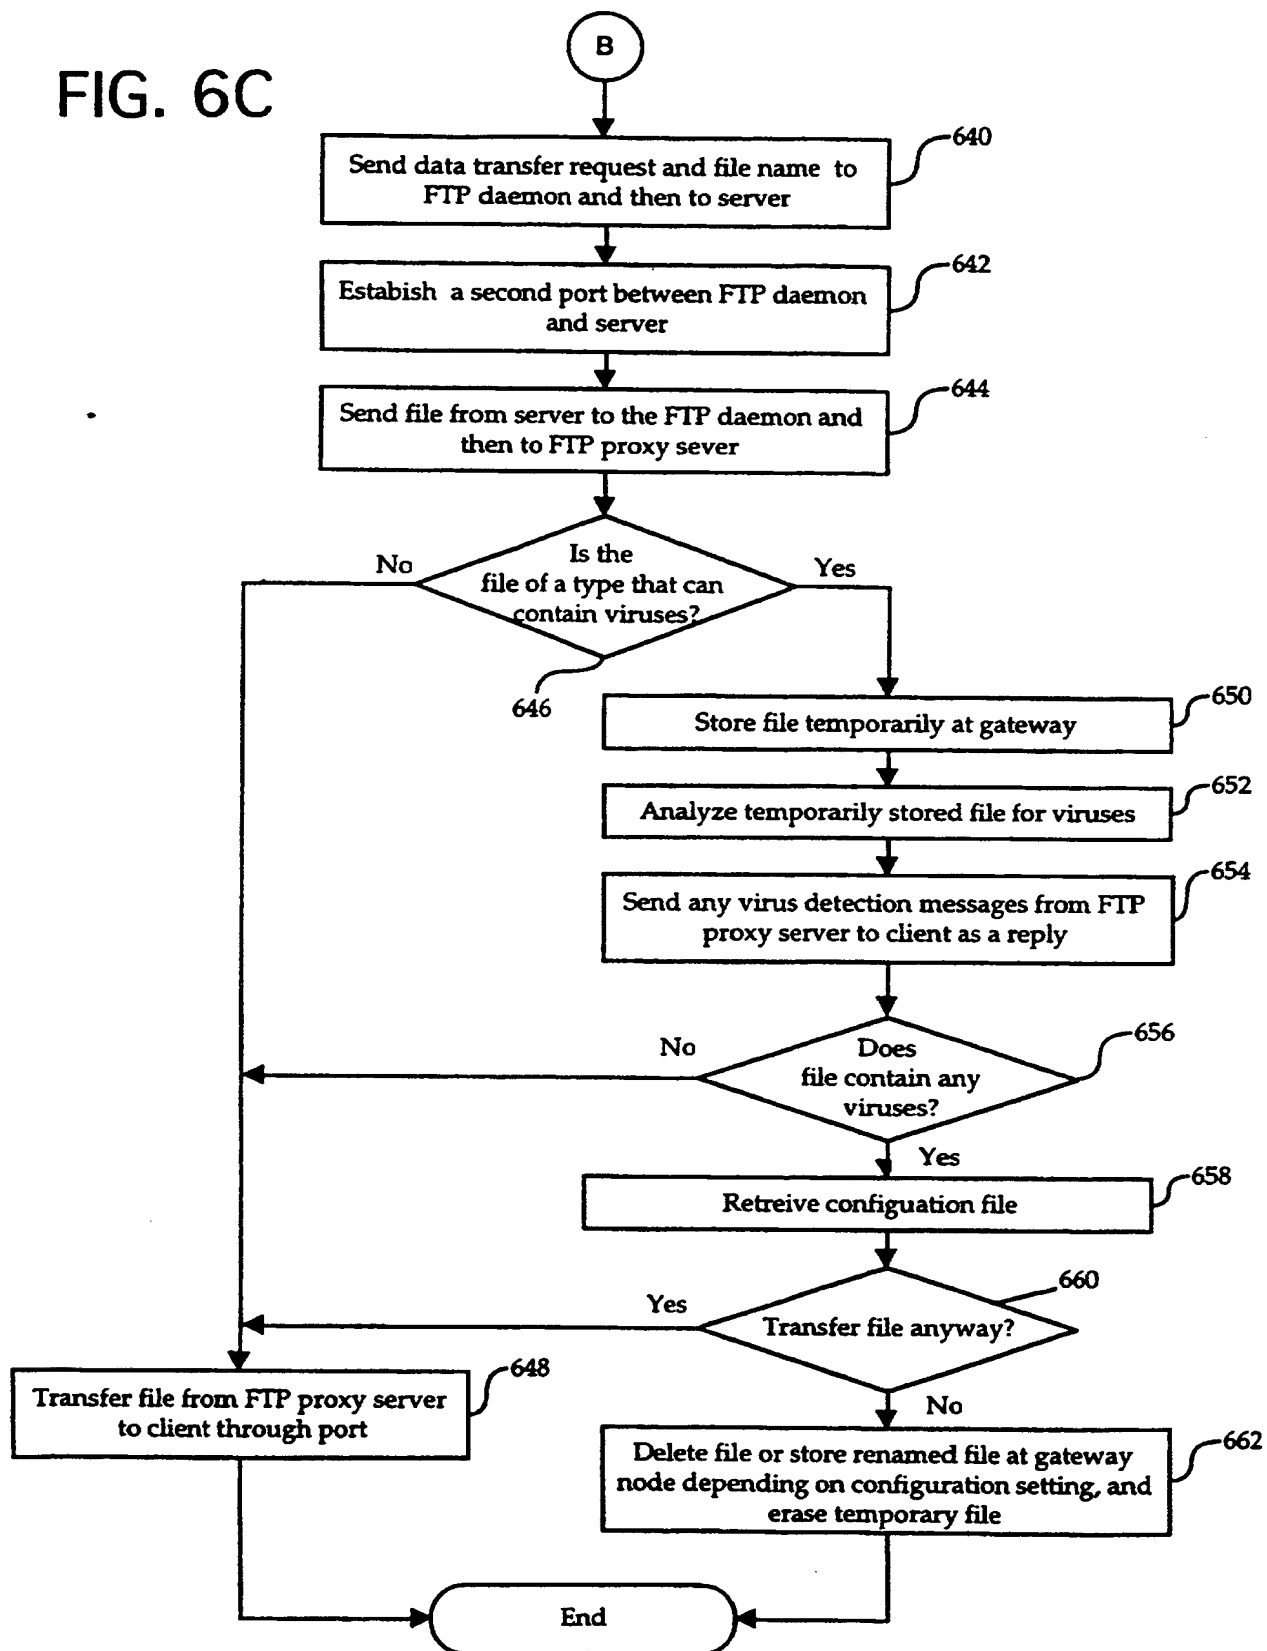 B
FIG. 6C
640
Send data transfer request and file name to
FTP daemon and then to server
642
Estabish a second port between FTP daemon
and server
644
Send file from server to the FTP daemon and
then to FTP proxy sever
No
Is the
file of a type that can
contain viruses?
Yes
646
650
Store file temporarily at gateway
652
Analyze temporarily stored file for viruses
654
Send any virus detection messages from FTP
proxy server to client as a reply
656
No
Does
file contain any
viruses?
Yes
658
Retreive configuation file
660
Yes
Transfer file anyway?
648
Transfer file from FTP proxy server
to client through port
No
662
Delete file or store renamed file at gateway
node depending on configuration setting, and
erase temporary file
End